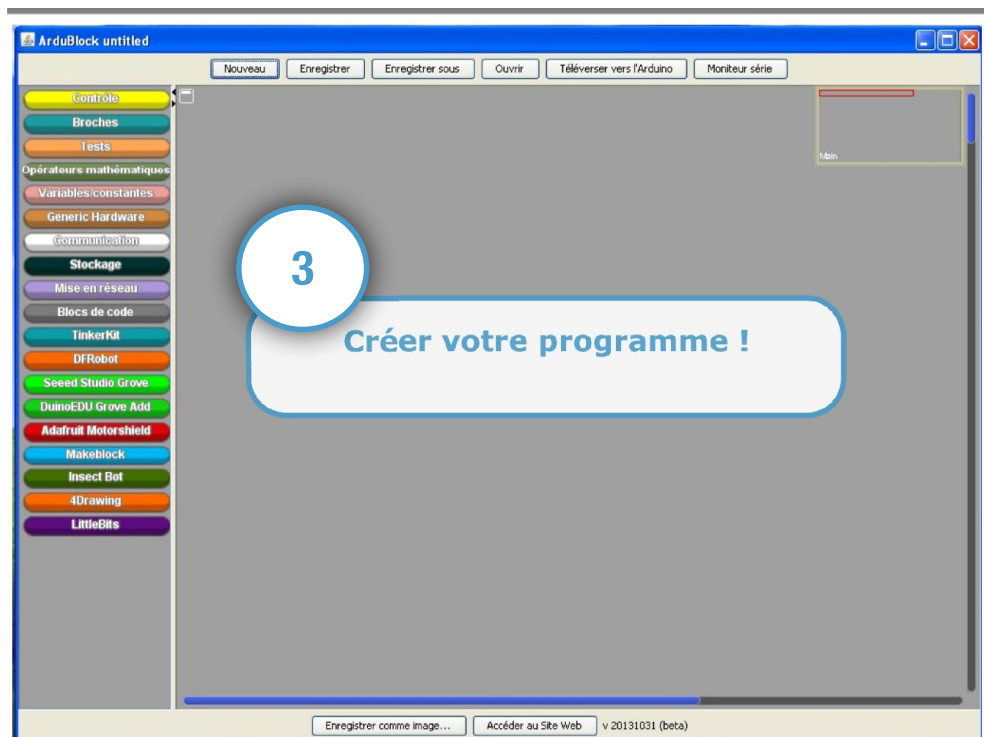 ArduBlock untitled
Nouveau Enregistrer Enregistrer sous Ouvrir Téléverser vers l'Arduino Moniteur série
Contrôle
Broches
Tests
Opérateurs mathématiques
Variables/constantes
Generic Hardware
Communication
Stockage
Mise en réseau
Blocs de code
TinkerKit
DFRobot
Seeed Studio Grove
DuinoEDU Grove Add
Adafruit Motorshield
Makeblock
Insect Bot
4Drawing
LittleBits
Main
3
Créer votre programme !
Enregistrer comme image... Accéder au Site Web v 20131031 (beta)